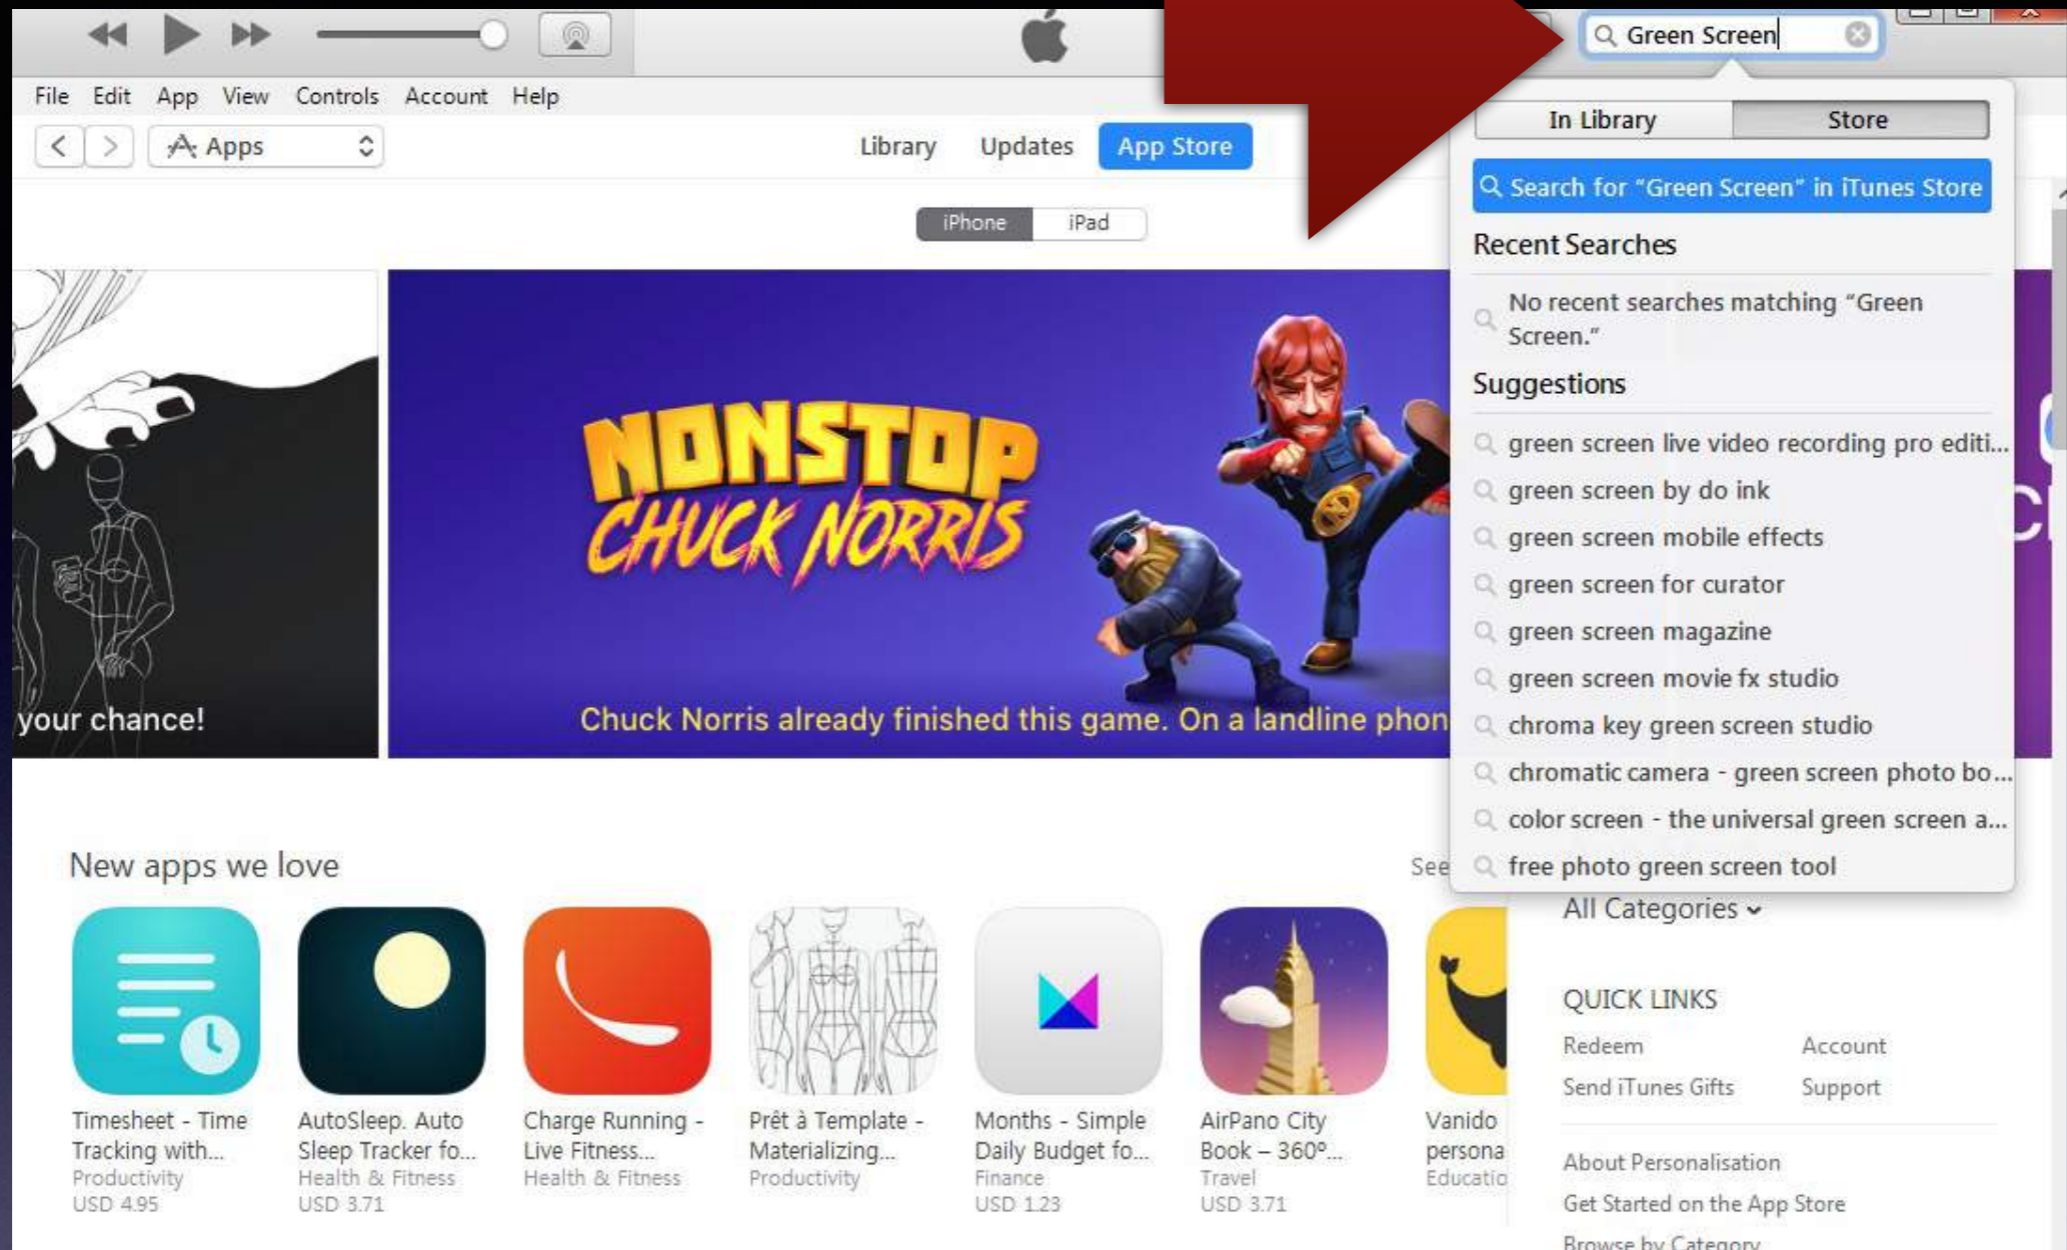 Green Screen
File Edit App View Controls Account Help
In Library Store
Apps
Library Updates App Store
Search for “Green Screen” in iTunes Store
iPhone iPad
Recent Searches
No recent searches matching “Green
Screen.”
Suggestions
green screen live video recording pro editi...
green screen by do ink
green screen mobile effects
green screen for curator
green screen magazine
green screen movie fx studio
chroma key green screen studio
chromatic camera - green screen photo bo...
color screen - the universal green screen a...
free photo green screen tool
NONSTOP
CHUCK NORRIS
your chance!
Chuck Norris already finished this game. On a landline phon
New apps we love
See
All Categories
Timesheet - Time
Tracking with...
Productivity
USD 4.95
AutoSleep. Auto
Sleep Tracker fo...
Health & Fitness
USD 3.71
Charge Running -
Live Fitness...
Health & Fitness
Prêt à Template -
Materializing...
Productivity
Months - Simple
Daily Budget fo...
Finance
USD 1.23
AirPano City
Book – 360º...
Travel
USD 3.71
Vanido
persona
Educatio
QUICK LINKS
Redeem Account
Send iTunes Gifts Support
About Personalisation
Get Started on the App Store
Browse by Category